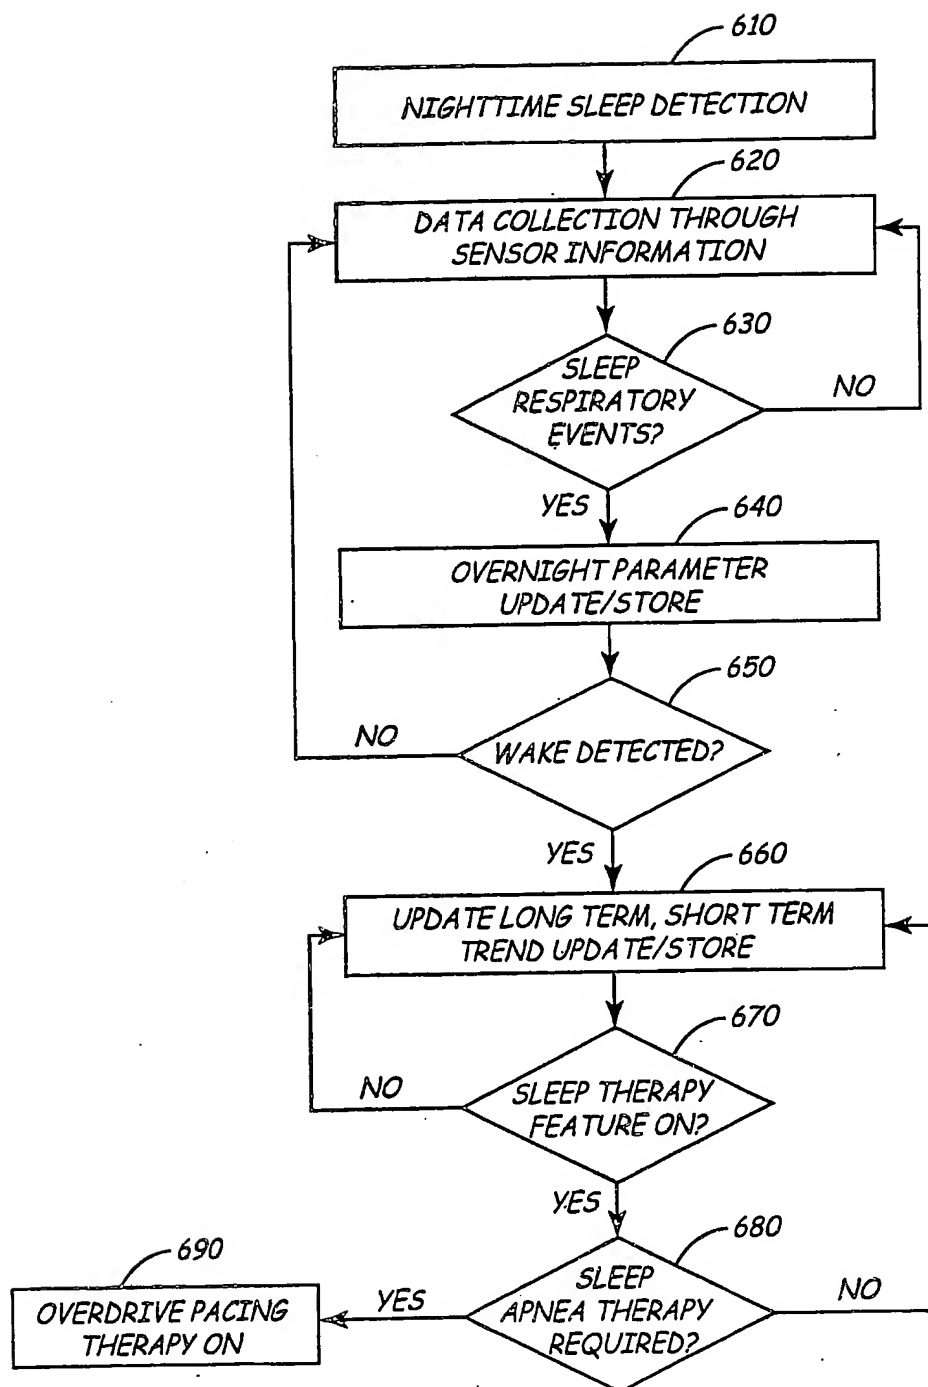 610
NIGHTTIME SLEEP DETECTION
620
DATA COLLECTION THROUGH
SENSOR INFORMATION
630
SLEEP
RESPIRATORY
EVENTS?
NO
YES
640
OVERNIGHT PARAMETER
UPDATE/STORE
650
WAKE DETECTED?
NO
YES
660
UPDATE LONG TERM, SHORT TERM
TREND UPDATE/STORE
670
SLEEP THERAPY
FEATURE ON?
NO
YES
680
SLEEP
APNEA THERAPY
REQUIRED?
NO
YES
690
OVERDRIVE PACING
THERAPY ON